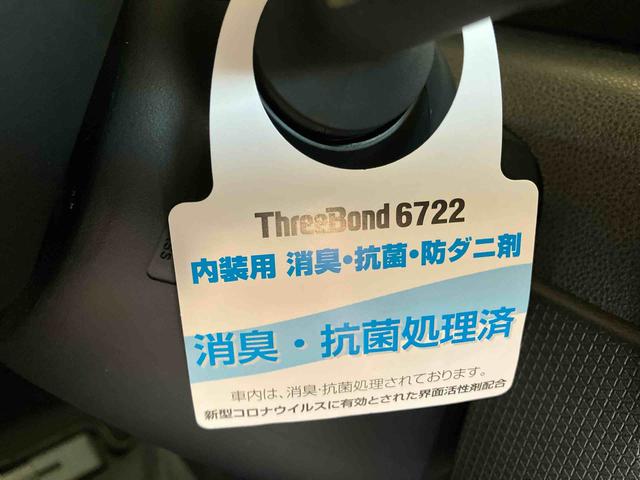 ThreeBond 6722
内装用 消臭・抗菌・防ダニ剤
消臭・抗菌処理済
車内は、消臭・抗菌処理されております。
新型コロナウイルスに有効とされた界面活性剤配合